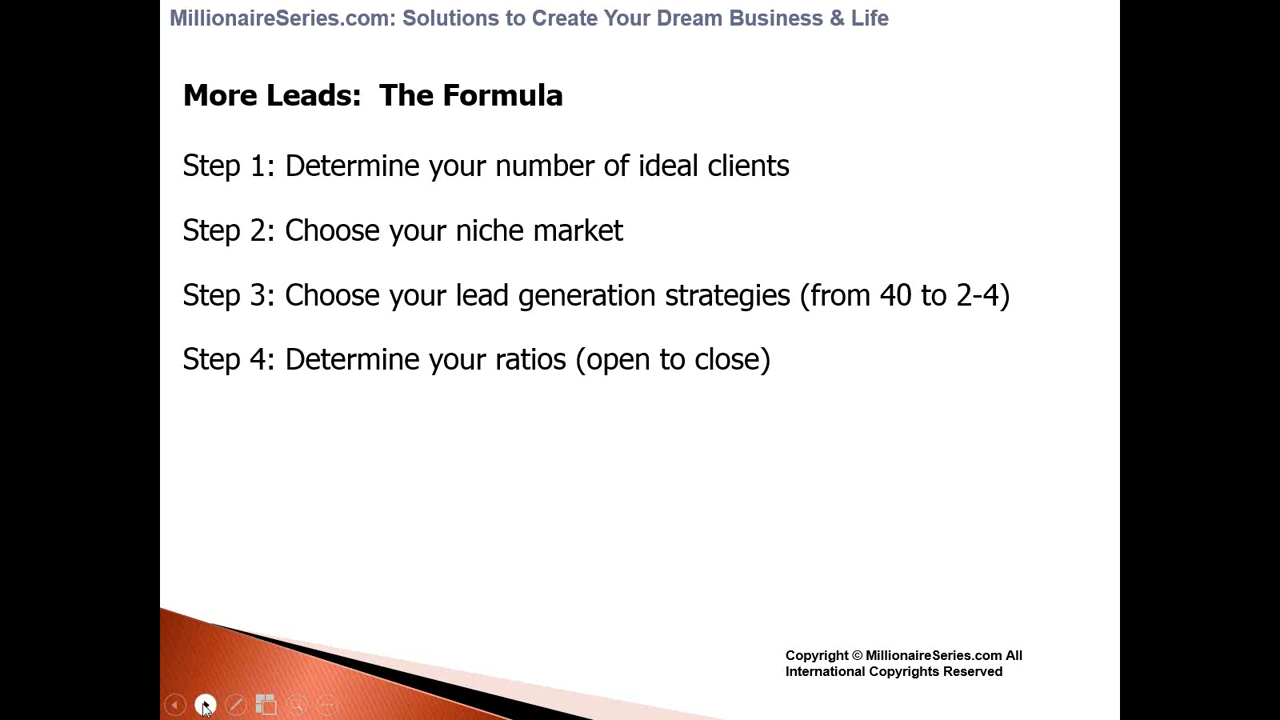 MillionaireSeries.com: Solutions to Create Your Dream Business & Life
More Leads:  The Formula
Step 1: Determine your number of ideal clients
Step 2: Choose your niche market
Step 3: Choose your lead generation strategies (from 40 to 2-4)
Step 4: Determine your ratios (open to close)
Copyright © MillionaireSeries.com All
International Copyrights Reserved